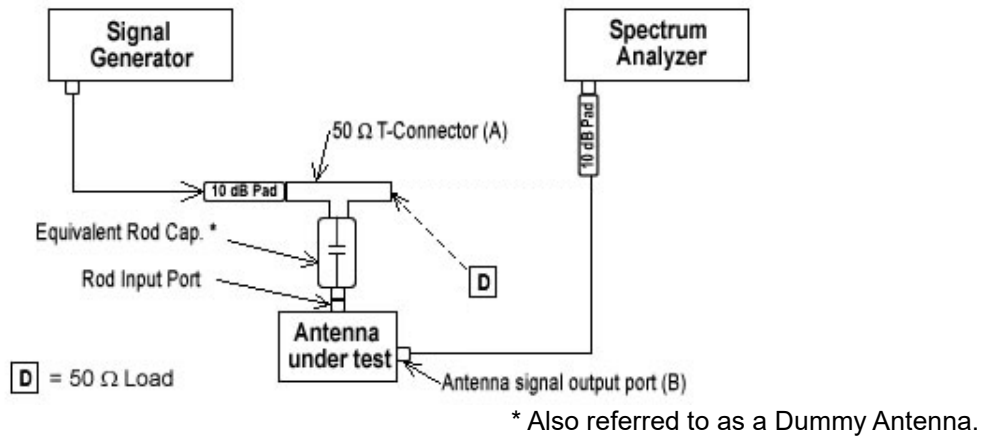 Signal
Generator
Spectrum
Analyzer
50 Ω T-Connector (A)
10 dB Pad
10 dB Pad
Equivalent Rod Cap. *
Rod Input Port
D
Antenna
under test
D = 50 Ω Load
Antenna signal output port (B)
* Also referred to as a Dummy Antenna.